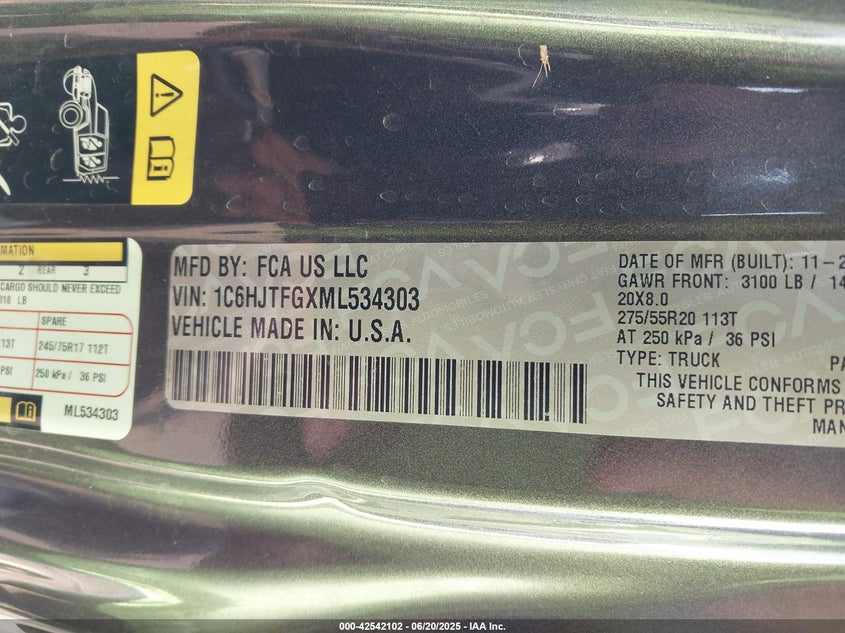 MATION
2 REAR 3
CARGO SHOULD NEVER EXCEED
010 LB
SPARE
13T 245/75R17 112T
PSI 250 kPa / 36 PSI
ML534303
MFD BY: FCA US LLC
VIN: 1C6HJTFGXML534303
VEHICLE MADE IN: U.S.A.
DATE OF MFR (BUILT): 11-2
GAWR FRONT: 3100 LB / 14
20X8.0
275/55R20 113T
AT 250 kPa / 36 PSI
TYPE: TRUCK PA
THIS VEHICLE CONFORMS
SAFETY AND THEFT PR
MAN
000-42542102 - 06/20/2025 - IAA Inc.